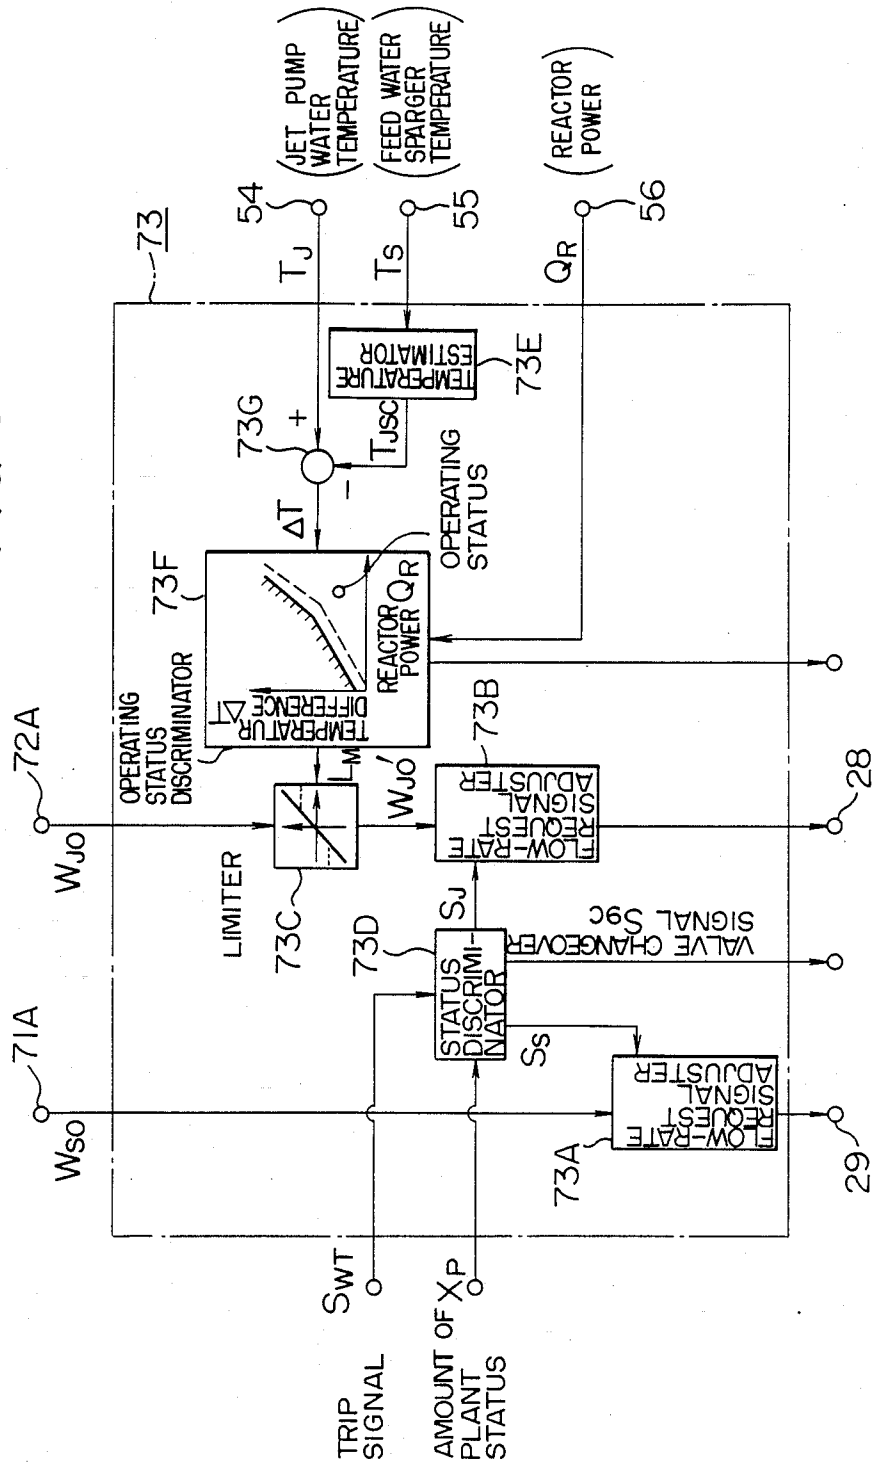 71A
72A
WSO
WJO
73
LIMITER
73C
OPERATING
STATUS
DISCRIMINATOR
73F
TEMPERATUR
DIFFERENCE
ΔT
REACTOR
POWER QR
OPERATING
STATUS
ΔT
73G
+
-
TJ
54
(JET PUMP
WATER
TEMPERATURE)
TJSC
TEMPERATURE
ESTIMATOR
73E
TS
55
(FEED WATER
SPARGER
TEMPERATURE)
QR
56
(REACTOR
POWER)
LM
WJO'
73B
FLOW-RATE
REQUEST
SIGNAL
ADJUSTER
28
SJ
73D
STATUS
DISCRIMI-
NATOR
SS
VALVE CHANGEOVER
SIGNAL S9C
73A
FLOW-RATE
REQUEST
SIGNAL
ADJUSTER
29
TRIP
SIGNAL
SWT
AMOUNT OF XP
PLANT
STATUS